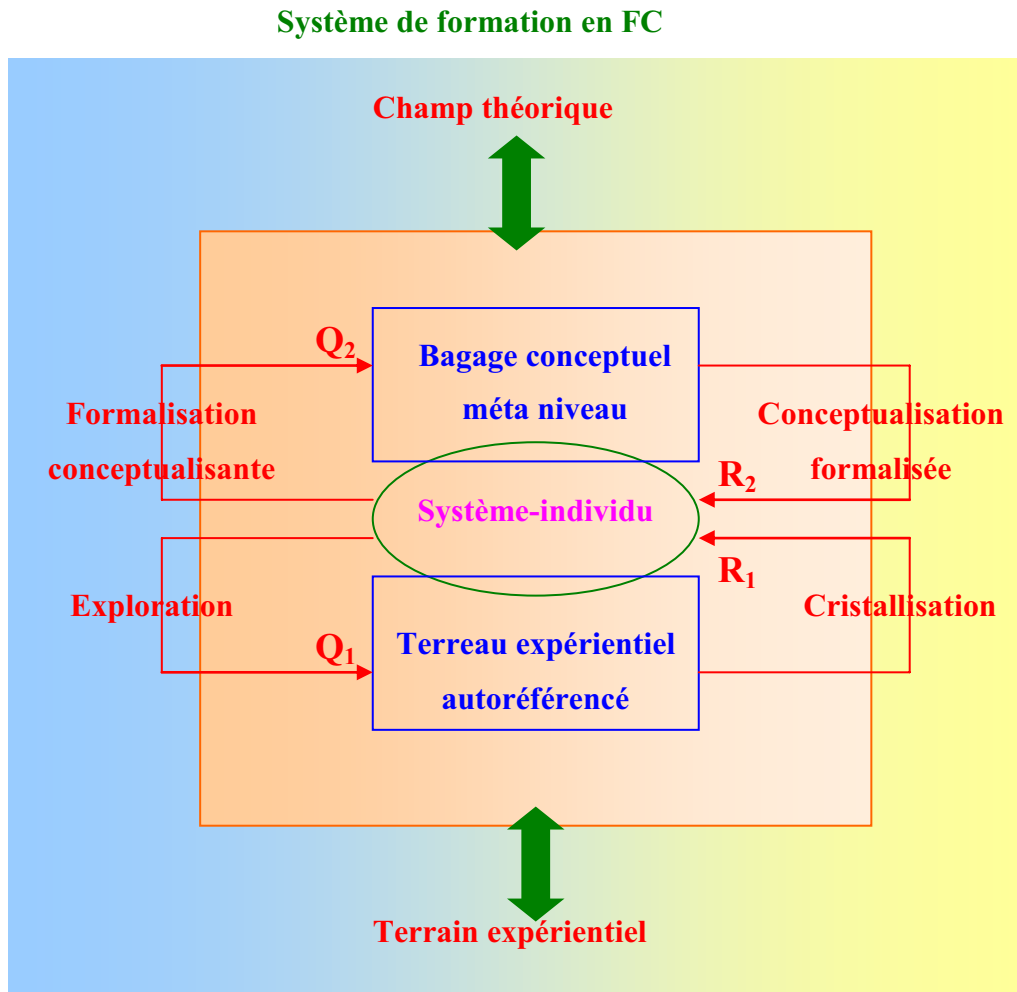 Système de formation en FC
Champ théorique
Q₂
Bagage conceptuel
méta niveau
Formalisation
conceptualisante
Conceptualisation
formalisée
R₂
Système-individu
R₁
Exploration
Cristallisation
Q₁
Terreau expérientiel
autoréférencé
Terrain expérientiel